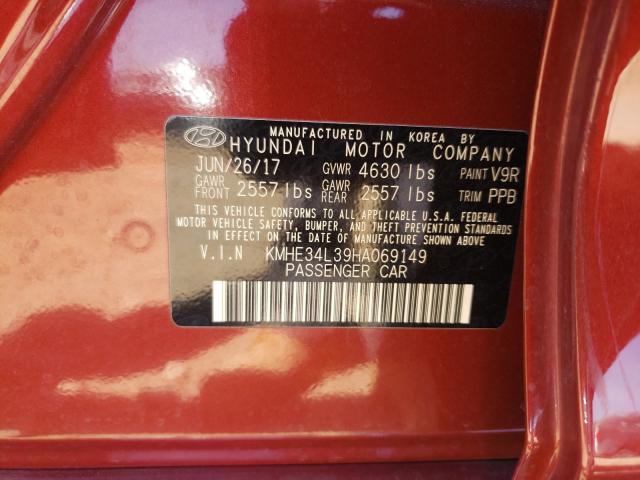 MANUFACTURED IN KOREA BY
HYUNDAI MOTOR COMPANY
JUN/26/17 GVWR 4630 lbs PAINT V9R
GAWR FRONT 2557 lbs GAWR REAR 2557 lbs TRIM PPB
THIS VEHICLE CONFORMS TO ALL APPLICABLE U.S.A. FEDERAL
MOTOR VEHICLE SAFETY, BUMPER, AND THEFT PREVENTION STANDARDS
IN EFFECT ON THE DATE OF MANUFACTURE SHOWN ABOVE.
V.I.N KMHE34L39HA069149
PASSENGER CAR